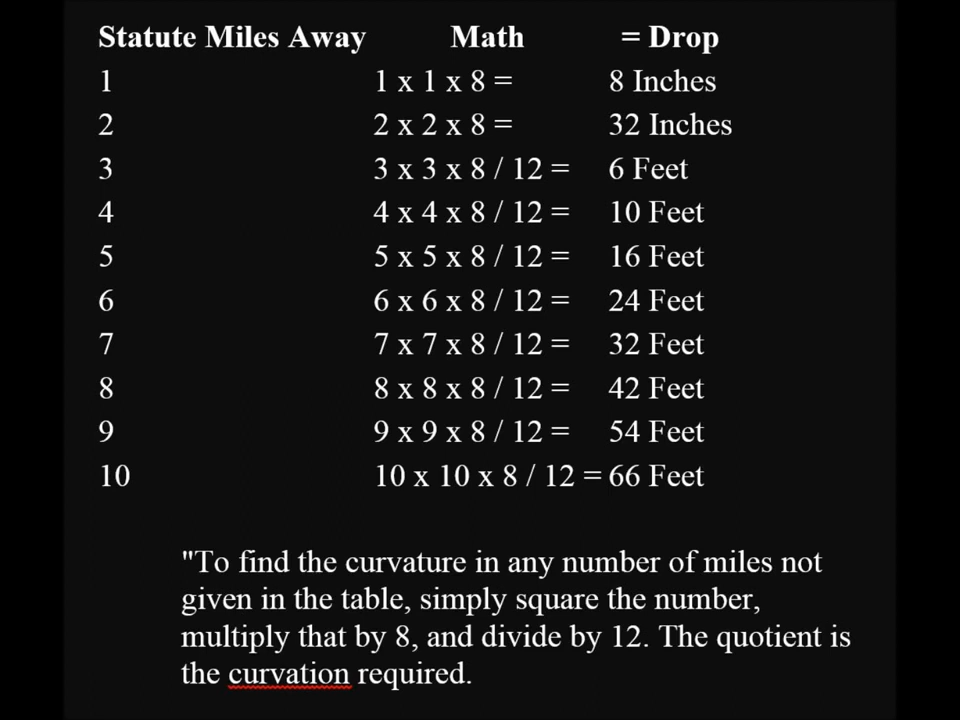 Statute Miles Away Math = Drop
1 1 x 1 x 8 = 8 Inches
2 2 x 2 x 8 = 32 Inches
3 3 x 3 x 8 / 12 = 6 Feet
4 4 x 4 x 8 / 12 = 10 Feet
5 5 x 5 x 8 / 12 = 16 Feet
6 6 x 6 x 8 / 12 = 24 Feet
7 7 x 7 x 8 / 12 = 32 Feet
8 8 x 8 x 8 / 12 = 42 Feet
9 9 x 9 x 8 / 12 = 54 Feet
10 10 x 10 x 8 / 12 = 66 Feet
"To find the curvature in any number of miles not
given in the table, simply square the number,
multiply that by 8, and divide by 12. The quotient is
the curvation required.